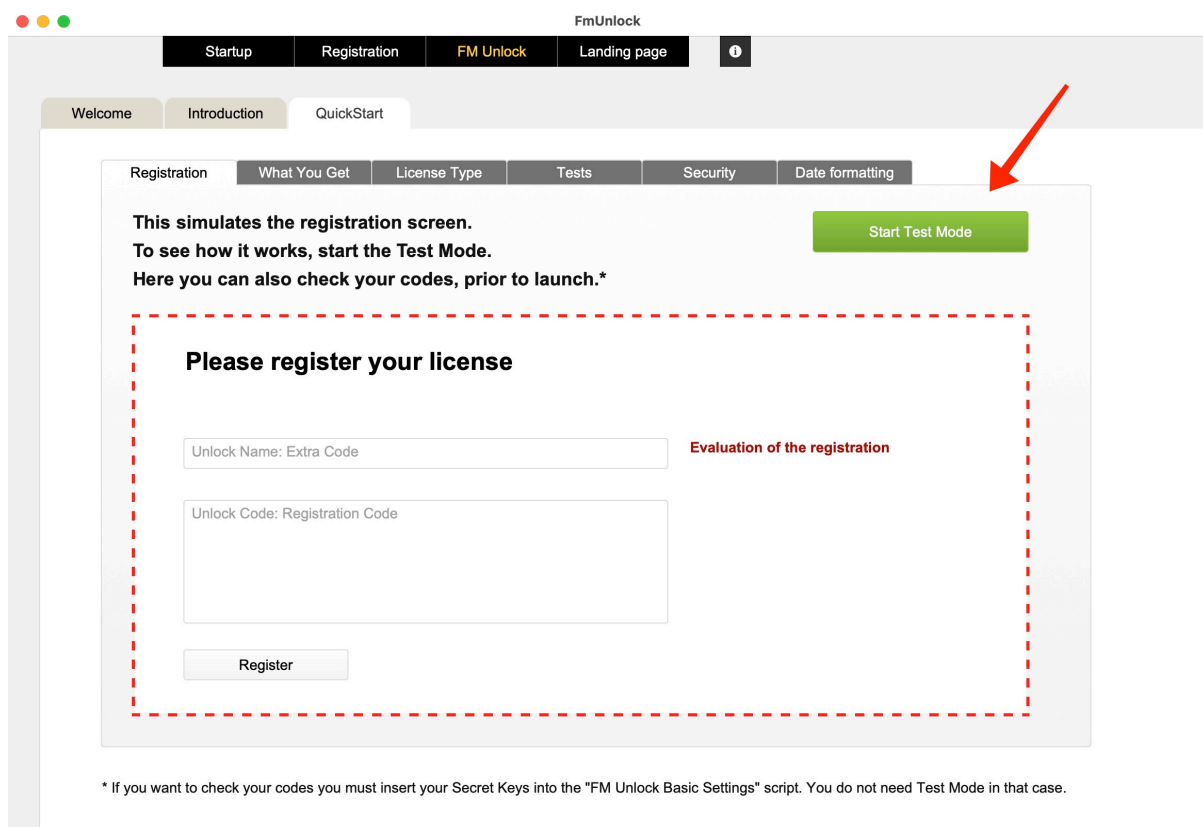 FmUnlock
Startup
Registration
FM Unlock
Landing page
Welcome
Introduction
QuickStart
Registration
What You Get
License Type
Tests
Security
Date formatting
This simulates the registration screen.
To see how it works, start the Test Mode.
Here you can also check your codes, prior to launch.*
Start Test Mode
Please register your license
Unlock Name: Extra Code
Evaluation of the registration
Unlock Code: Registration Code
Register
* If you want to check your codes you must insert your Secret Keys into the "FM Unlock Basic Settings" script. You do not need Test Mode in that case.